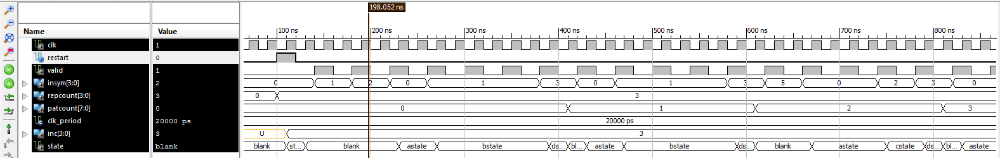 198.052 ns
Name Value 100 ns 200 ns 300 ns 400 ns 500 ns 600 ns 700 ns 800 ns
clk 1
restart 0
valid 1
insym[3:0] 2 0 1 2 0 1 3 0 1 3 5 0 2 3 0
repcount[3:0] 3 0 3
patcount[7:0] 0 0 1 2 3
clk_period 20000 ps 20000 ps
inc[3:0] 3 U 3
state blank blank st... blank astate bstate ds... bl... astate bstate ds... blank astate cstate ds... bl... astate